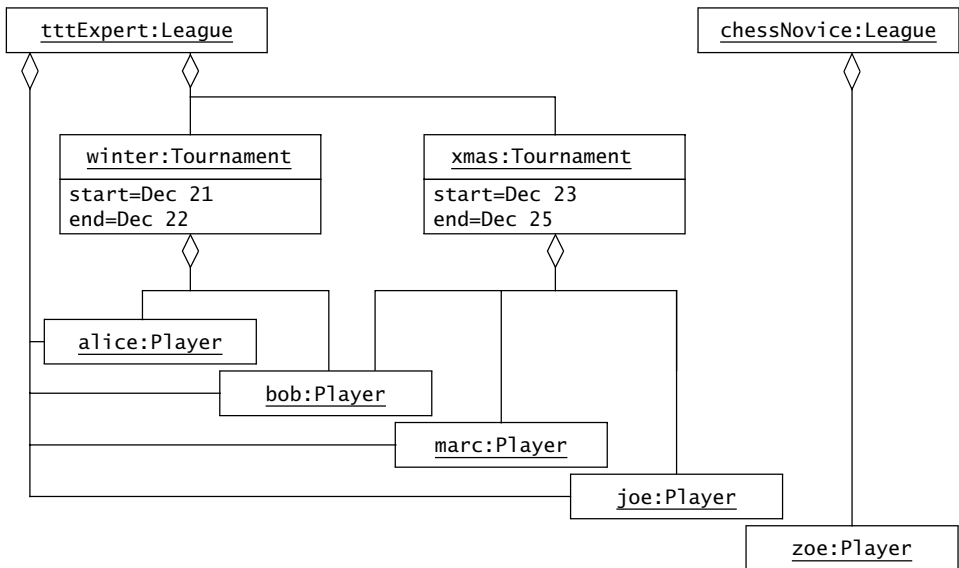 tttExpert:League
chessNovice:League
winter:Tournament
xmas:Tournament
start=Dec 21
end=Dec 22
start=Dec 23
end=Dec 25
alice:Player
bob:Player
marc:Player
joe:Player
zoe:Player